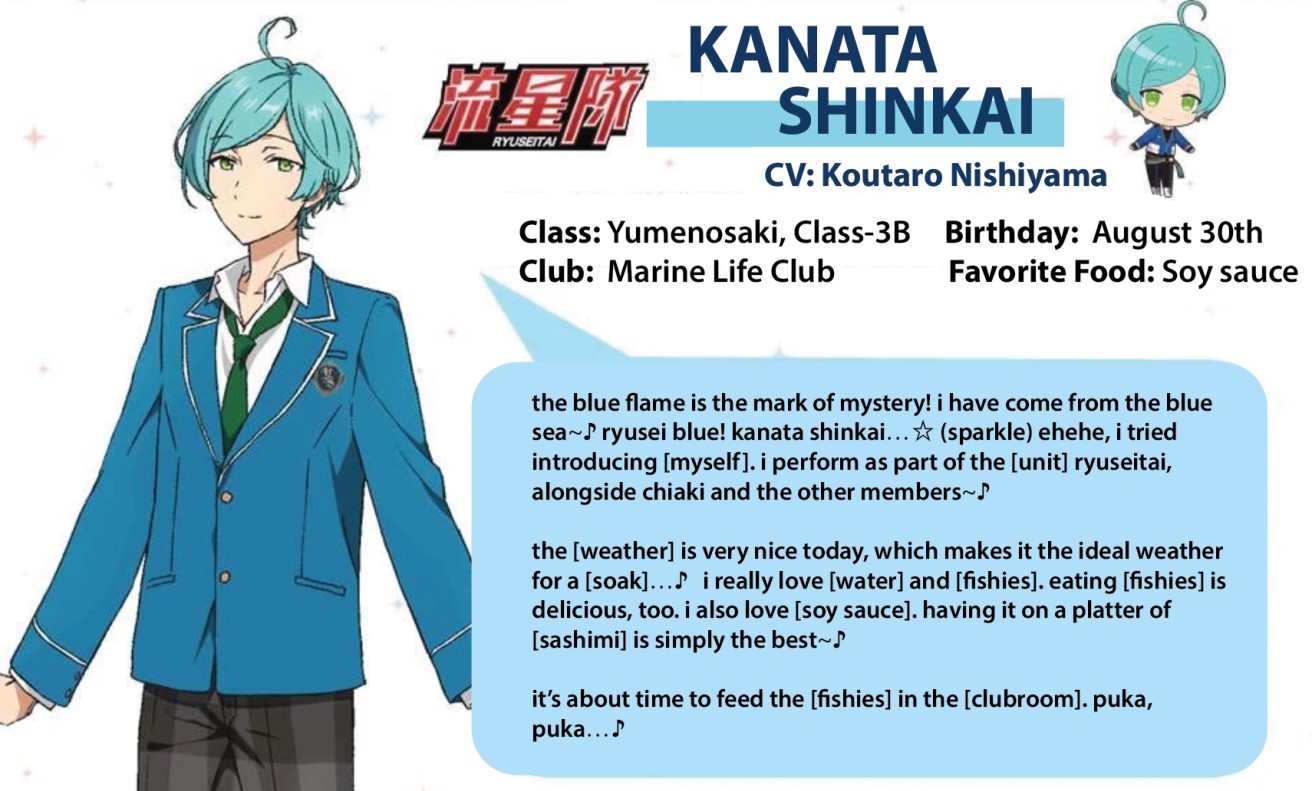 流星隊
RYUSEITAI
KANATA
SHINKAI
CV: Koutaro Nishiyama
Class: Yumenosaki, Class-3B Birthday: August 30th
Club: Marine Life Club Favorite Food: Soy sauce
the blue flame is the mark of mystery! i have come from the blue
sea~♪ ryusei blue! kanata shinkai...☆ (sparkle) ehehe, i tried
introducing [myself]. i perform as part of the [unit] ryuseitai,
alongside chiaki and the other members~♪
the [weather] is very nice today, which makes it the ideal weather
for a [soak]...♪ i really love [water] and [fishies]. eating [fishies] is
delicious, too. i also love [soy sauce]. having it on a platter of
[sashimi] is simply the best~♪
it's about time to feed the [fishies] in the [clubroom]. puka,
puka...♪